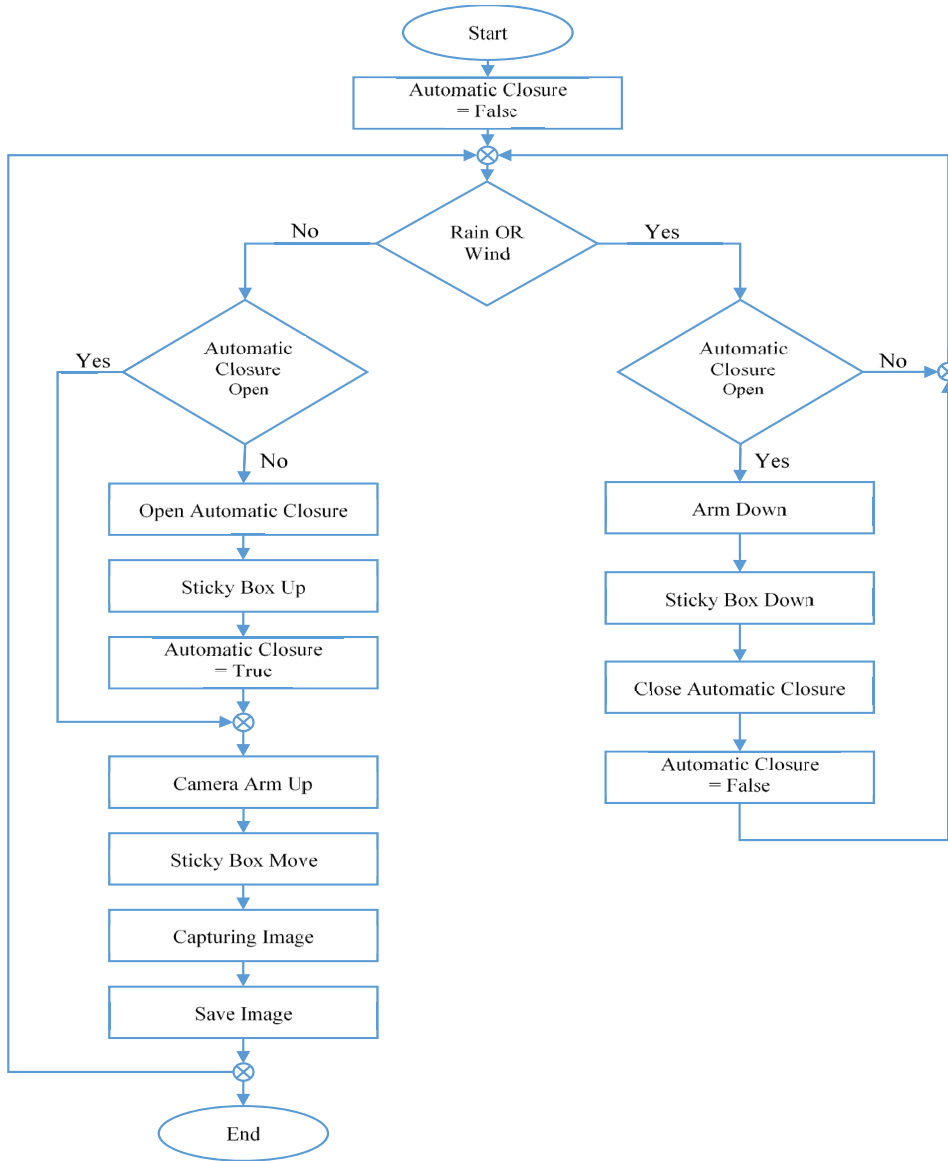 Start
Automatic Closure
= False
Rain OR
Wind
No
Yes
Automatic
Closure
Open
Yes
No
Open Automatic Closure
Sticky Box Up
Automatic Closure
= True
Camera Arm Up
Sticky Box Move
Capturing Image
Save Image
End
Automatic
Closure
Open
No
Yes
Arm Down
Sticky Box Down
Close Automatic Closure
Automatic Closure
= False